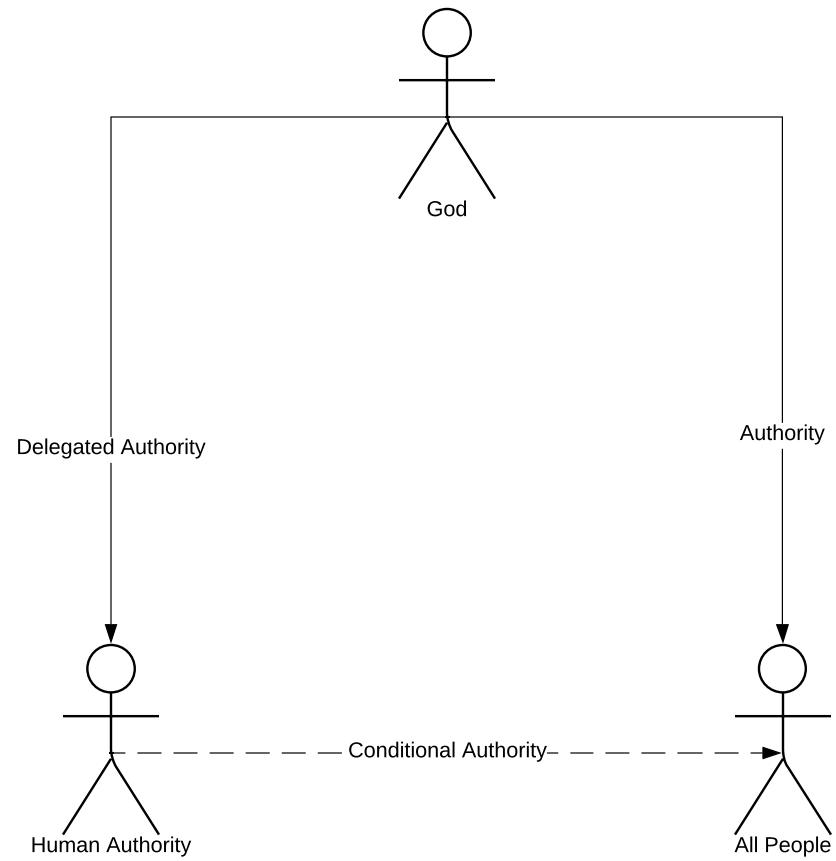 God
Delegated Authority
Authority
Conditional Authority
Human Authority
All People